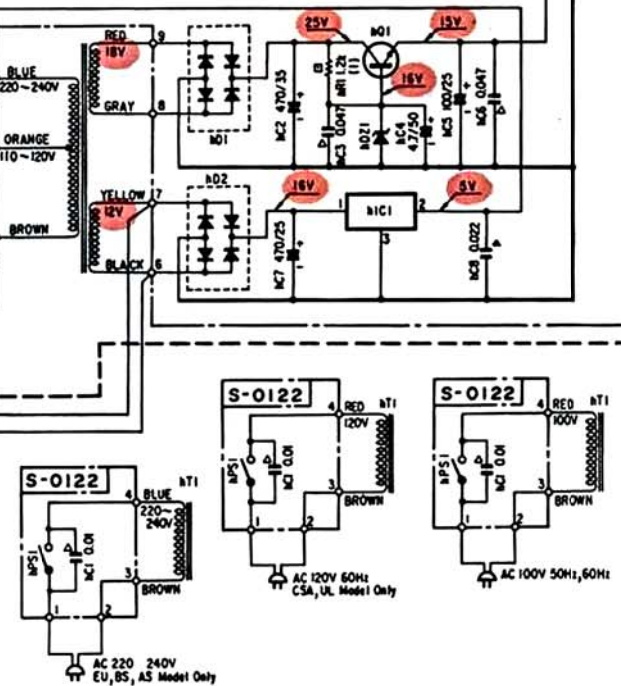 RED
9
25V
hQ1
15V
18V
BLUE
220~240V
hR1 1.2k
(1)
16V
hC2 470/35
hC3 0.047
hDZ1
hC4
4.7/50
hC5 100/25
hC6 0.047
GRAY
8
hD1
ORANGE
110~120V
hD2
YELLOW
7
12V
16V
1
hIC1
2
5V
3
BROWN
hC7 470/25
hC8 0.022
BLACK
6
S-0122
4
RED
120V
hT1
hPS1
hC1 0.01
3
BROWN
1
2
AC 120V 60Hz
CSA, UL Model Only
S-0122
4
RED
100V
hT1
hPS1
hC1 0.01
3
BROWN
1
2
AC 100V 50Hz, 60Hz
S-0122
4
BLUE
220~
240V
hT1
hPS1
hC1 0.01
3
BROWN
1
2
AC 220 240V
EU, BS, AS Model Only